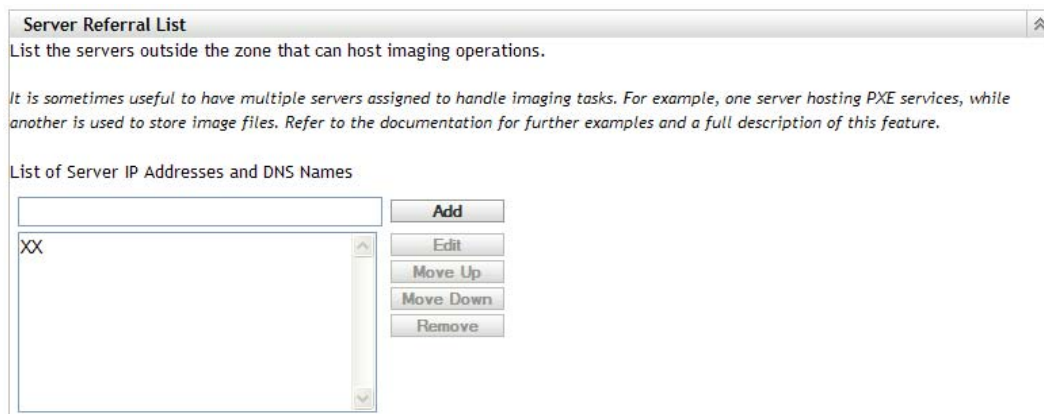 Server Referral List
List the servers outside the zone that can host imaging operations.
It is sometimes useful to have multiple servers assigned to handle imaging tasks. For example, one server hosting PXE services, while
another is used to store image files. Refer to the documentation for further examples and a full description of this feature.
List of Server IP Addresses and DNS Names
Add
XX
Edit
Move Up
Move Down
Remove